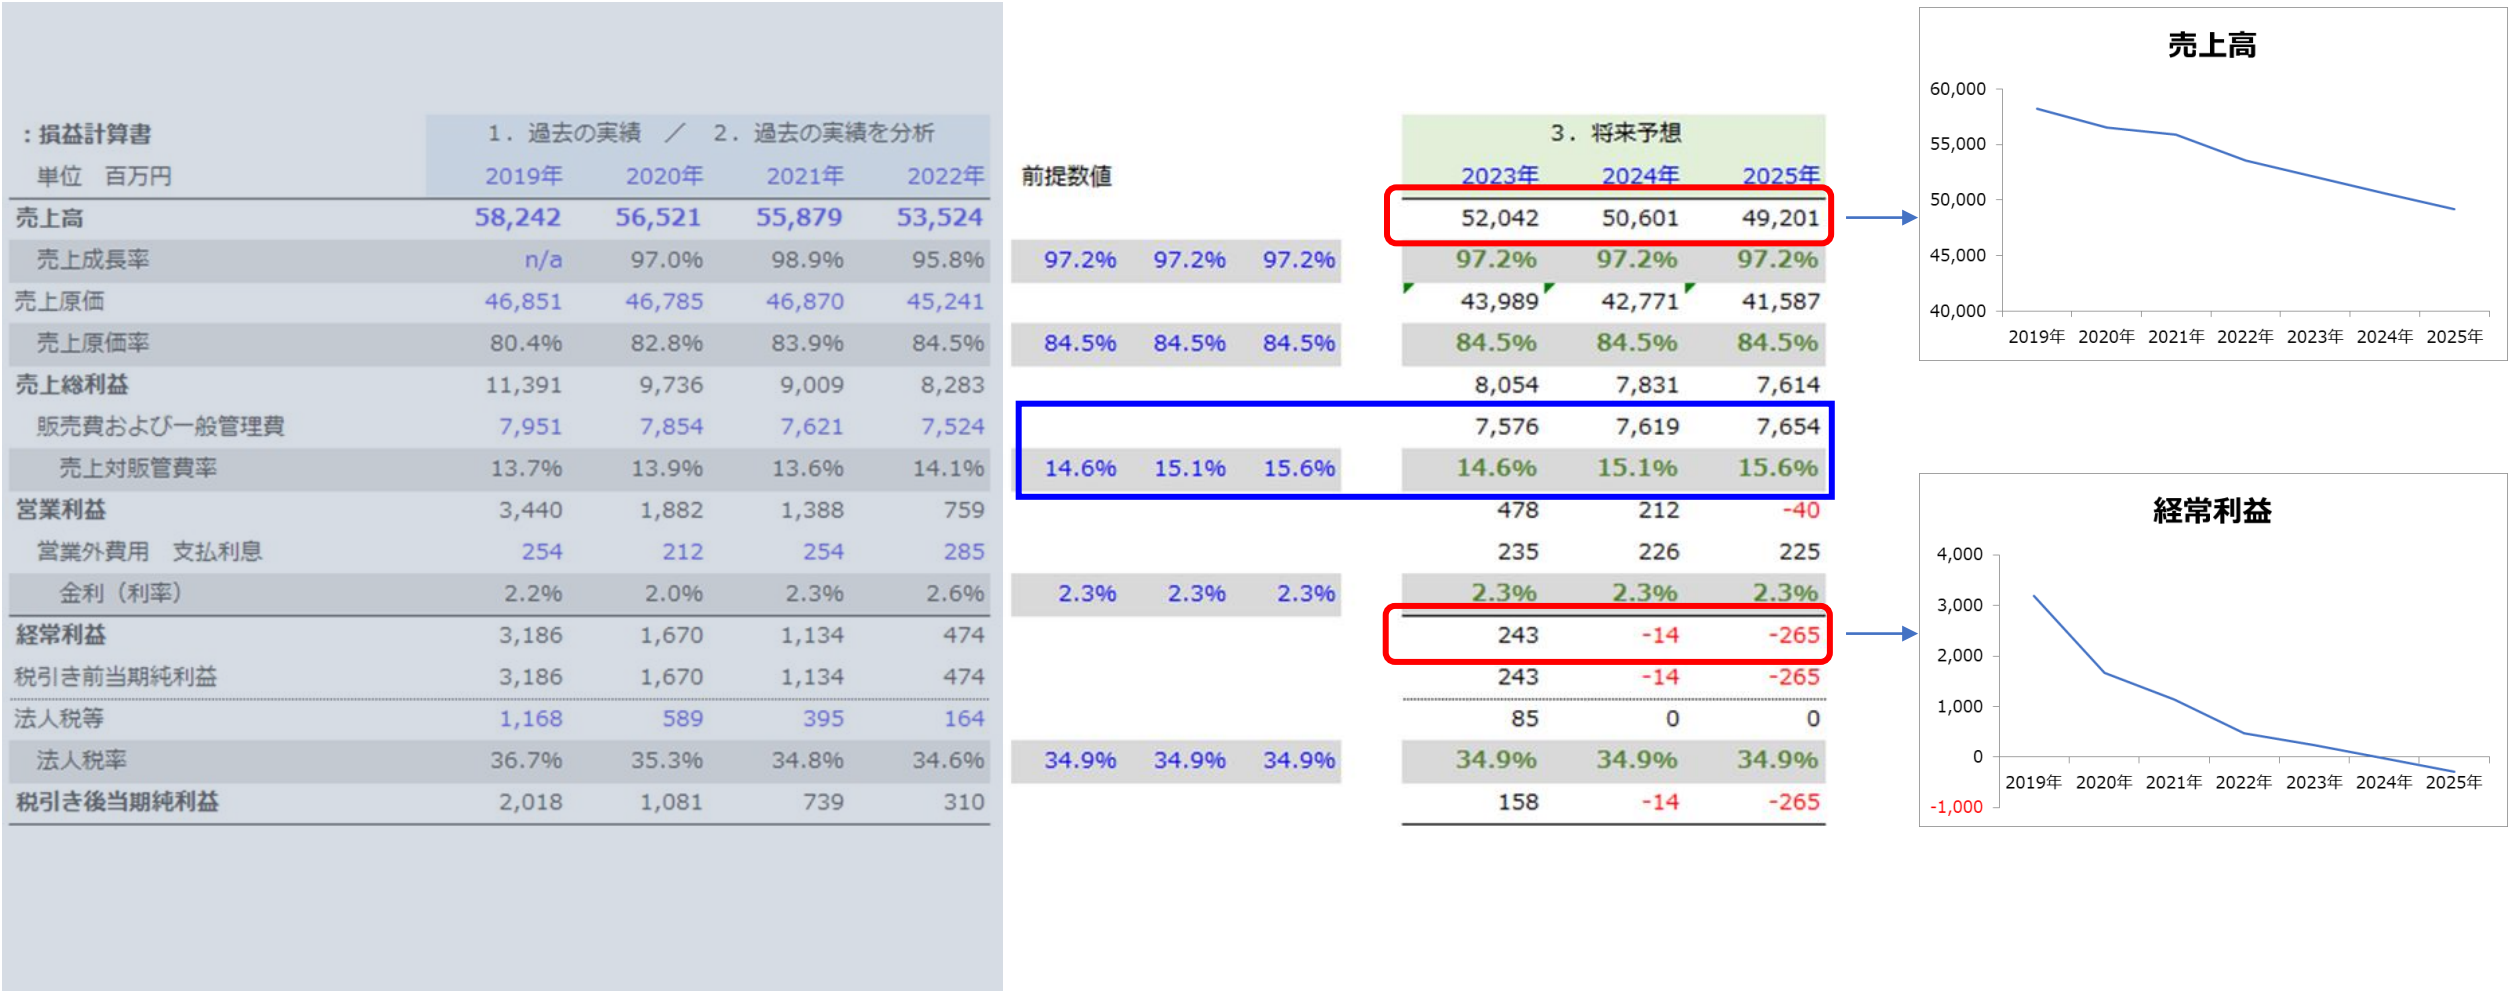 ：損益計算書 1．過去の実績 ／ 2．過去の実績を分析 3．将来予想
単位 百万円 2019年 2020年 2021年 2022年 前提数値 2023年 2024年 2025年
売上高 58,242 56,521 55,879 53,524 52,042 50,601 49,201
売上成長率 n/a 97.0% 98.9% 95.8% 97.2% 97.2% 97.2% 97.2% 97.2% 97.2%
売上原価 46,851 46,785 46,870 45,241 43,989 42,771 41,587
売上原価率 80.4% 82.8% 83.9% 84.5% 84.5% 84.5% 84.5% 84.5% 84.5% 84.5%
売上総利益 11,391 9,736 9,009 8,283 8,054 7,831 7,614
販売費および一般管理費 7,951 7,854 7,621 7,524 7,576 7,619 7,654
売上対販管費率 13.7% 13.9% 13.6% 14.1% 14.6% 15.1% 15.6% 14.6% 15.1% 15.6%
営業利益 3,440 1,882 1,388 759 478 212 -40
営業外費用 支払利息 254 212 254 285 235 226 225
金利（利率） 2.2% 2.0% 2.3% 2.6% 2.3% 2.3% 2.3% 2.3% 2.3% 2.3%
経常利益 3,186 1,670 1,134 474 243 -14 -265
税引き前当期純利益 3,186 1,670 1,134 474 243 -14 -265
法人税等 1,168 589 395 164 85 0 0
法人税率 36.7% 35.3% 34.8% 34.6% 34.9% 34.9% 34.9% 34.9% 34.9% 34.9%
税引き後当期純利益 2,018 1,081 739 310 158 -14 -265
売上高
60,000
55,000
50,000
45,000
40,000
2019年 2020年 2021年 2022年 2023年 2024年 2025年
経常利益
4,000
3,000
2,000
1,000
0
-1,000
2019年 2020年 2021年 2022年 2023年 2024年 2025年